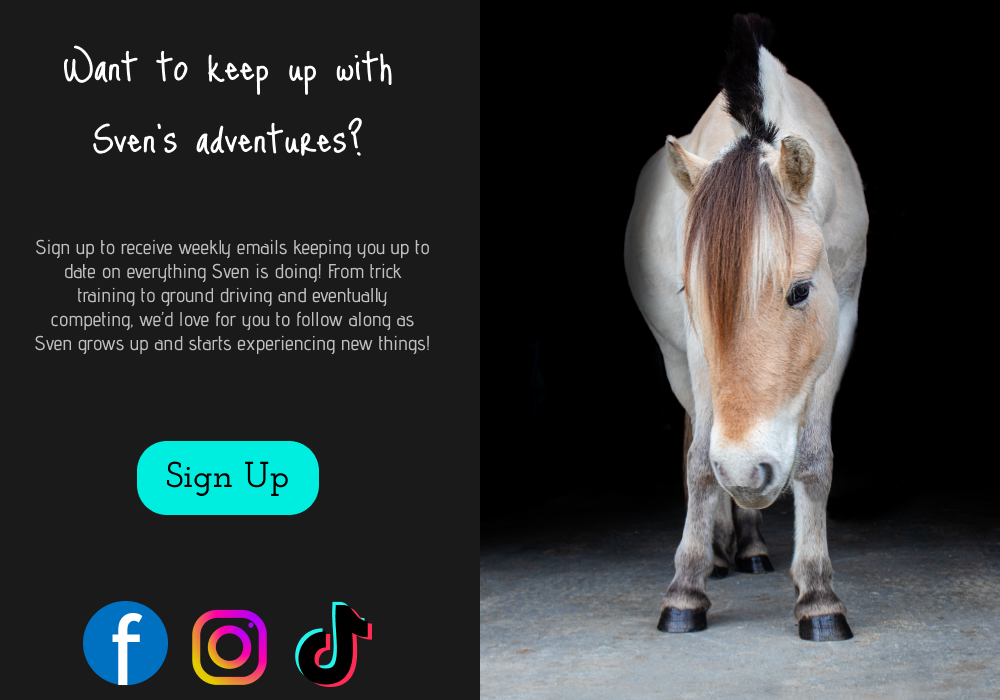 Want to keep up with
Sven's adventures?
Sign up to receive weekly emails keeping you up to
date on everything Sven is doing! From trick
training to ground driving and eventually
competing, we'd love for you to follow along as
Sven grows up and starts experiencing new things!
Sign Up